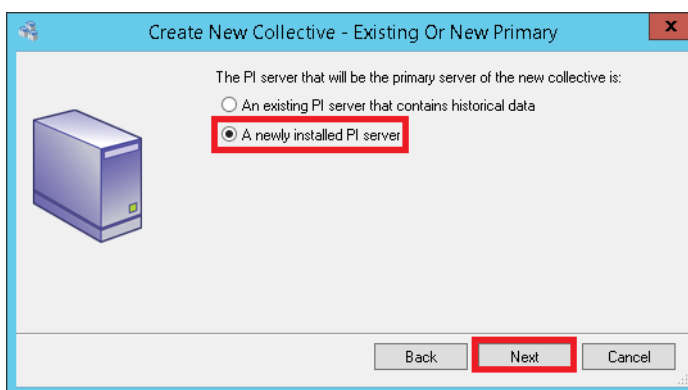 Create New Collective - Existing Or New Primary
x
The PI server that will be the primary server of the new collective is:
An existing PI server that contains historical data
A newly installed PI server
Back Next Cancel